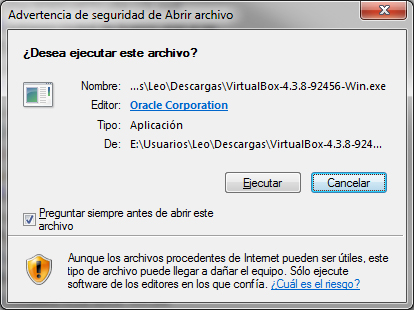 Advertencia de seguridad de Abrir archivo
¿Desea ejecutar este archivo?
Nombre: ...s\Leo\Descargas\VirtualBox-4.3.8-92456-Win.exe
Editor: Oracle Corporation
Tipo: Aplicación
De: E:\Usuarios\Leo\Descargas\VirtualBox-4.3.8-924...
Ejecutar Cancelar
Preguntar siempre antes de abrir este
archivo
Aunque los archivos procedentes de Internet pueden ser útiles, este
tipo de archivo puede llegar a dañar el equipo. Sólo ejecute
software de los editores en los que confía. ¿Cuál es el riesgo?